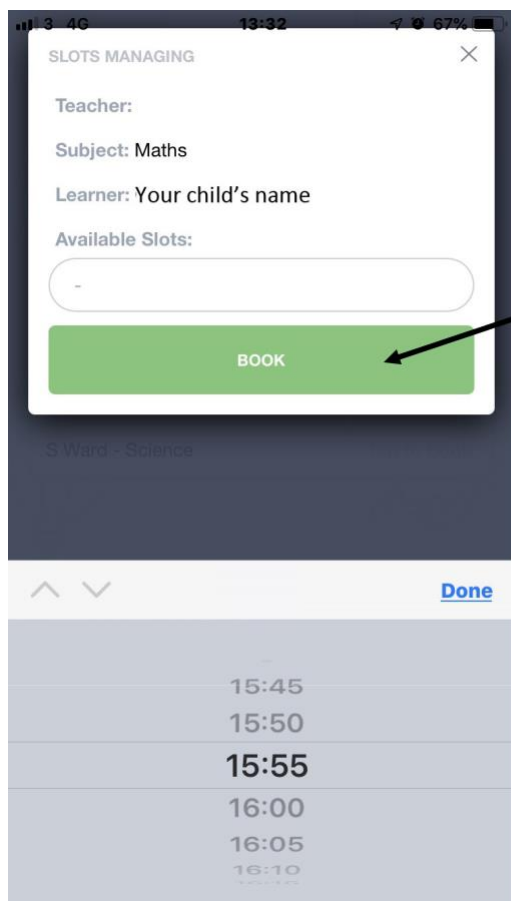 3 4G 13:32 67%
SLOTS MANAGING
Teacher:
Subject: Maths
Learner: Your child's name
Available Slots:
-
BOOK
S Ward - Science
Done
15:45
15:50
15:55
16:00
16:05
16:10